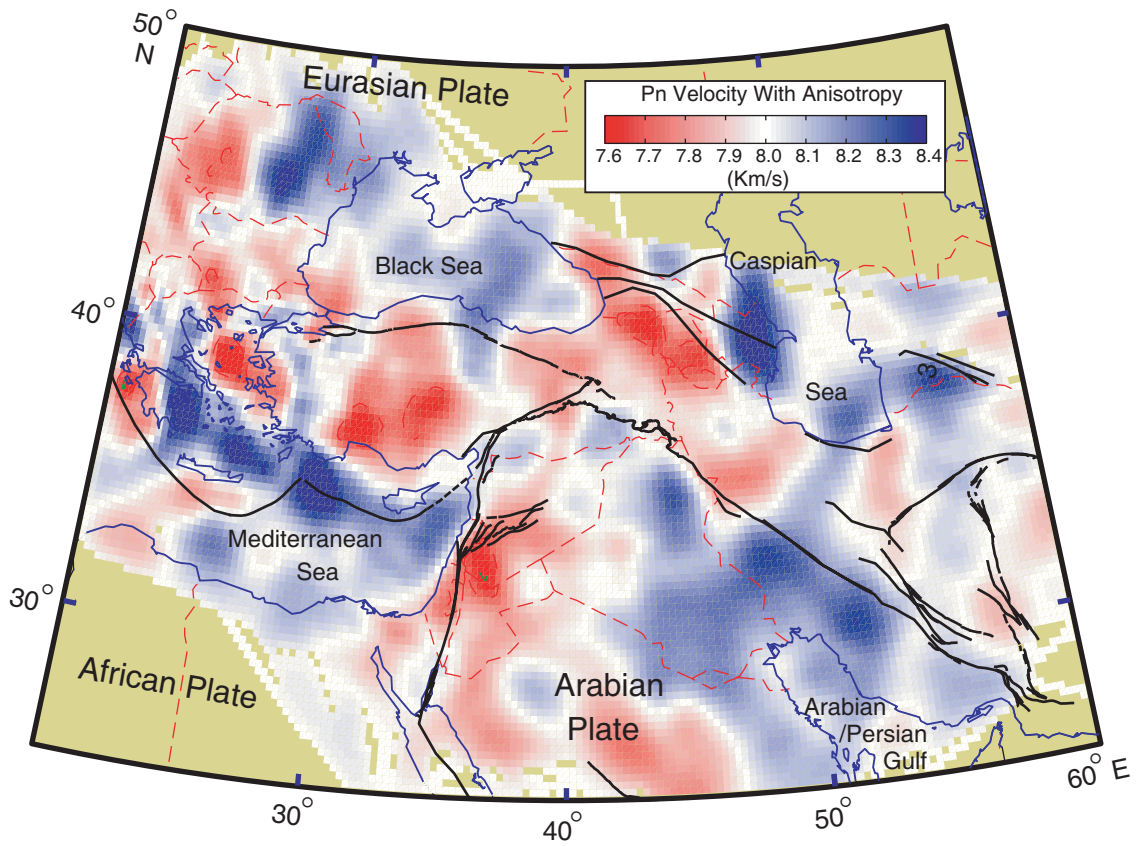 50°
N
Eurasian Plate
Pn Velocity With Anisotropy
7.6 7.7 7.8 7.9 8.0 8.1 8.2 8.3 8.4
(Km/s)
Black Sea
Caspian
40°
3
Sea
Mediterranean
Sea
30°
African Plate
Arabian
Plate
Arabian
/Persian
Gulf
60° E
30°
40°
50°